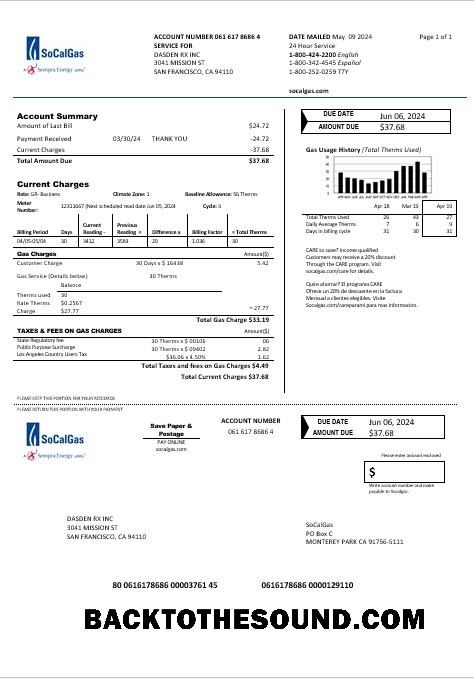 SoCalGas
A Sempra Energy utility
ACCOUNT NUMBER 061 617 8686 4
SERVICE FOR
DASDEN RX INC
3041 MISSION ST
SAN FRANCISCO, CA 94110
DATE MAILED May 09 2024
24 Hour Service
1-800-424-2200 English
1-800-342-4545 Español
1-800-252-0259 TTY
socalgas.com
Page 1 of 1
Account Summary
Amount of Last Bill $24.72
Payment Received 03/30/24 THANK YOU -24.72
Current Charges -37.68
Total Amount Due $37.68
DUE DATE Jun 06, 2024
AMOUNT DUE $37.68
Gas Usage History (Total Therms Used)
Apr 18 Mar 19 Apr 19
Total Therms Used 26 43 27
Daily Average Therms 7 6 9
Days in billing cycle 31 30 31
Current Charges
Rate: GR- Business Climate Zone: 1 Baseline Allowance: 56 Therms
Meter Number: 12313667 (Next scheduled read date Jun 05, 2024 Cycle: 3
Billing Period Days Current Reading - Previous Reading = Difference x Billing Factor = Total Therms
04/05-05/04 30 3412 3583 29 1.036 30
Gas Charges Amount($)
Customer Charge 30 Days x $ 16438 5.42
Gas Service (Details below) 30 Therms
Balance
Therms used 30
Rate Therms $0.2567
Charge $27.77 = 27.77
Total Gas Charge $33.19
TAXES & FEES ON GAS CHARGES Amount($)
State Regulatory fee 30 Therms x $ 00106 06
Public Purpose Surcharge 30 Therms x $ 09402 2.82
Los Angeles Country Users Tax $36.06 x 4.50% 1.62
Total Taxes and fees on Gas Charges $4.49
Total Current Charges $37.68
CARE to save? Income qualified
Customers may receive a 20% discount
Through the CARE program. Visit
socalgas.com/care for details.
Quire ahorrar? El programa CARE
Ofrece un 20% de descuento en la factura
Mensual a clientes elegibles. Visite
Socalgas.com/careparami para mas informacion.
PLEASE KEEP THIS PORTION FOR YOUR RECORDS
PLEASE RETURN THIS PORTION WITH YOUR PAYMENT
SoCalGas
A Sempra Energy utility
Save Paper &
Postage
PAY ONLINE
socalgas.com
ACCOUNT NUMBER
061 617 8686 4
DUE DATE Jun 06, 2024
AMOUNT DUE $37.68
Please enter amount enclosed
$
Write account number and make
payable to Socalgas.
DASDEN RX INC
3041 MISSION ST
SAN FRANCISCO, CA 94110
SoCalGas
PO Box C
MONTEREY PARK CA 91756-5111
80 0616178686 00003761 45 0616178686 0000129110
BACKTOTHESOUND.COM